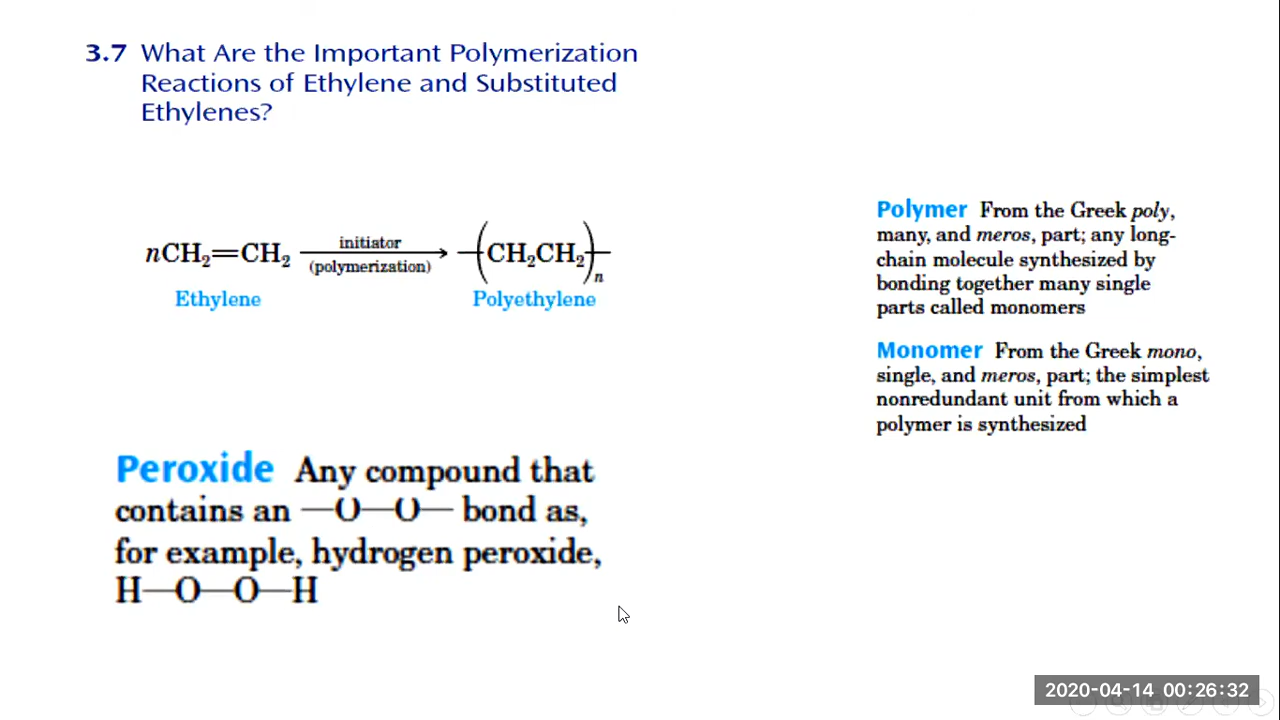 3.7 What Are the Important Polymerization
Reactions of Ethylene and Substituted
Ethylenes?
nCH₂=CH₂ initiator (polymerization) → -(CH₂CH₂)-n
Ethylene Polyethylene
Polymer From the Greek poly,
many, and meros, part; any long-
chain molecule synthesized by
bonding together many single
parts called monomers
Monomer From the Greek mono,
single, and meros, part; the simplest
nonredundant unit from which a
polymer is synthesized
Peroxide Any compound that
contains an —O—O— bond as,
for example, hydrogen peroxide,
H—O—O—H
2020-04-14 00:26:32